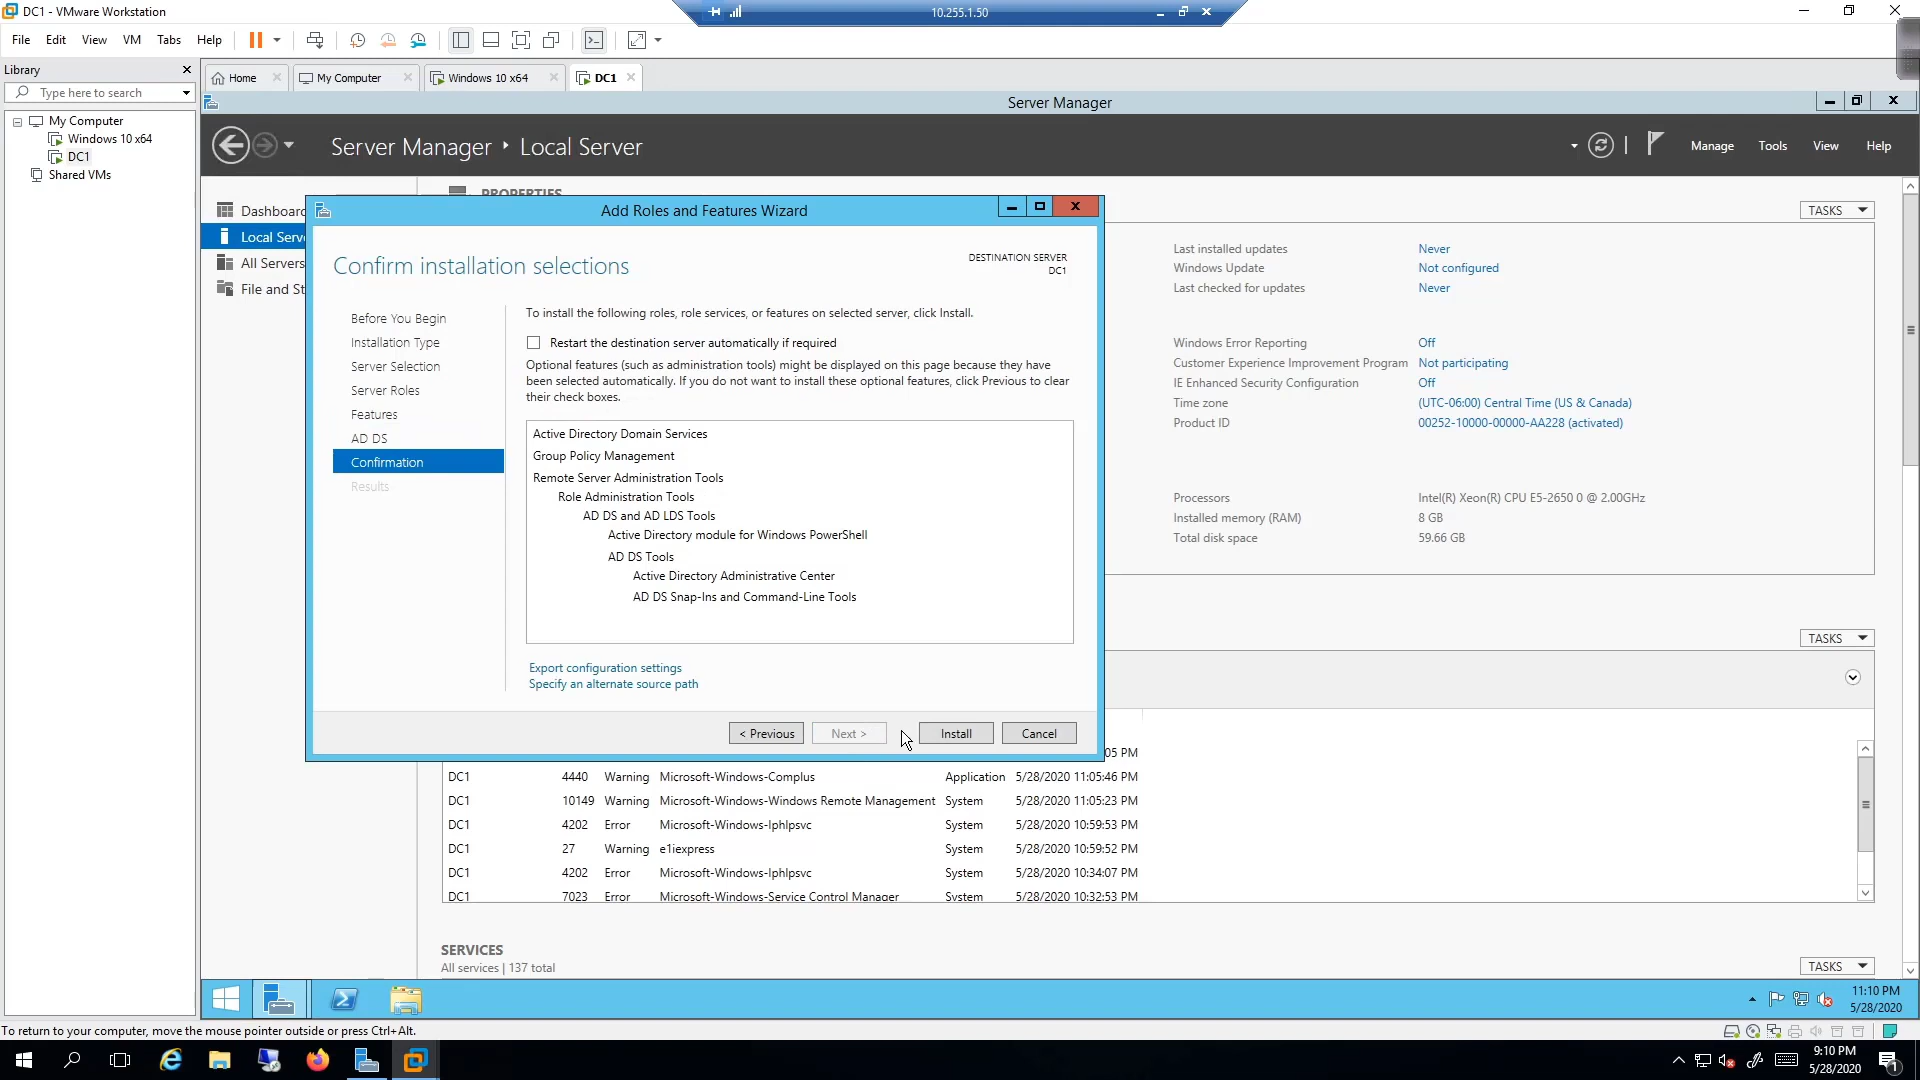 DC1 - VMware Workstation
10.255.1.50
File Edit View VM Tabs Help
Library
Type here to search
My Computer
Windows 10 x64
DC1
Shared VMs
Home
My Computer
Windows 10 x64
DC1
Server Manager
Server Manager Local Server
Manage Tools View Help
Dashboard
Local Serv
All Servers
File and St
PROPERTIES
TASKS
Add Roles and Features Wizard
Confirm installation selections
DESTINATION SERVER
DC1
Before You Begin
Installation Type
Server Selection
Server Roles
Features
AD DS
Confirmation
Results
To install the following roles, role services, or features on selected server, click Install.
Restart the destination server automatically if required
Optional features (such as administration tools) might be displayed on this page because they have
been selected automatically. If you do not want to install these optional features, click Previous to clear
their check boxes.
Active Directory Domain Services
Group Policy Management
Remote Server Administration Tools
Role Administration Tools
AD DS and AD LDS Tools
Active Directory module for Windows PowerShell
AD DS Tools
Active Directory Administrative Center
AD DS Snap-Ins and Command-Line Tools
Export configuration settings
Specify an alternate source path
< Previous Next > Install Cancel
Last installed updates Never
Windows Update Not configured
Last checked for updates Never
Windows Error Reporting Off
Customer Experience Improvement Program Not participating
IE Enhanced Security Configuration Off
Time zone (UTC-06:00) Central Time (US & Canada)
Product ID 00252-10000-00000-AA228 (activated)
Processors Intel(R) Xeon(R) CPU E5-2650 0 @ 2.00GHz
Installed memory (RAM) 8 GB
Total disk space 59.66 GB
TASKS
05 PM
DC1 4440 Warning Microsoft-Windows-Complus Application 5/28/2020 11:05:46 PM
DC1 10149 Warning Microsoft-Windows-Windows Remote Management System 5/28/2020 11:05:23 PM
DC1 4202 Error Microsoft-Windows-Iphlpsvc System 5/28/2020 10:59:53 PM
DC1 27 Warning e1iexpress System 5/28/2020 10:59:52 PM
DC1 4202 Error Microsoft-Windows-Iphlpsvc System 5/28/2020 10:34:07 PM
DC1 7023 Error Microsoft-Windows-Service Control Manager System 5/28/2020 10:32:53 PM
SERVICES
All services | 137 total
TASKS
11:10 PM
5/28/2020
To return to your computer, move the mouse pointer outside or press Ctrl+Alt.
9:10 PM
5/28/2020
1